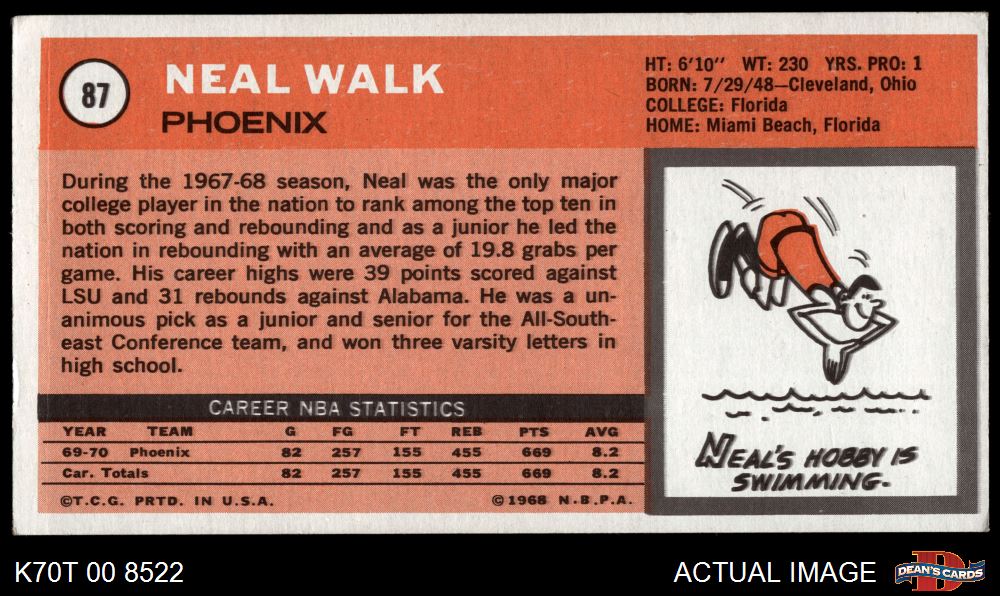 87
NEAL WALK
PHOENIX
HT: 6'10" WT: 230 YRS. PRO: 1
BORN: 7/29/48—Cleveland, Ohio
COLLEGE: Florida
HOME: Miami Beach, Florida
During the 1967-68 season, Neal was the only major
college player in the nation to rank among the top ten in
both scoring and rebounding and as a junior he led the
nation in rebounding with an average of 19.8 grabs per
game. His career highs were 39 points scored against
LSU and 31 rebounds against Alabama. He was a un-
animous pick as a junior and senior for the All-South-
east Conference team, and won three varsity letters in
high school.
CAREER NBA STATISTICS
YEAR TEAM G FG FT REB PTS AVG
69-70 Phoenix 82 257 155 455 669 8.2
Car. Totals 82 257 155 455 669 8.2
©T.C.G. PRTD. IN U.S.A. ©1968 N.B.P.A.
NEAL'S HOBBY IS
SWIMMING.
K70T 00 8522
ACTUAL IMAGE
D
DEAN'S CARDS